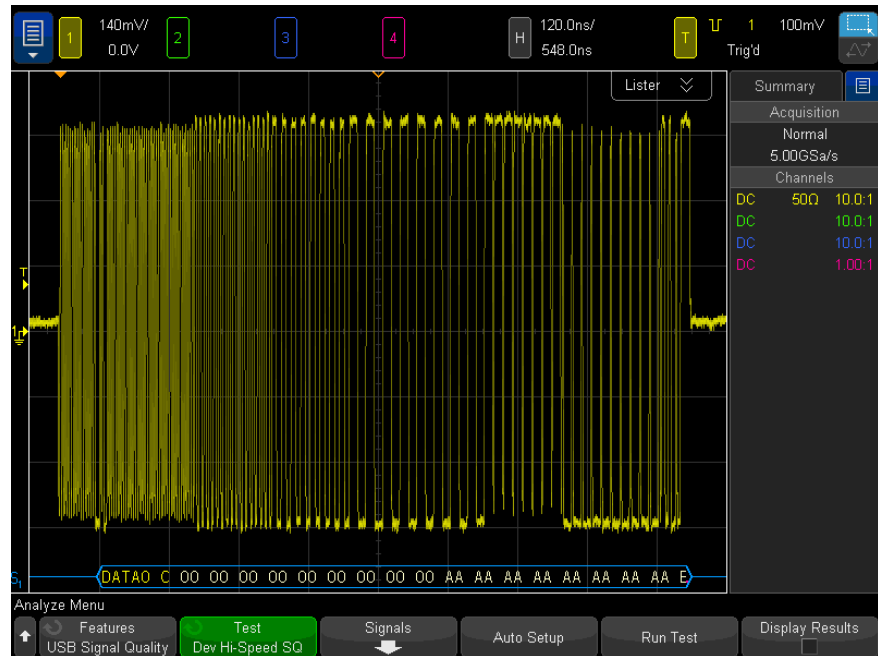 1 140mV/ 2 3 4 H 120.0ns/ T 1 100mV
0.0V 548.0ns Trig'd
Lister
Summary
Acquisition
Normal
5.00GSa/s
Channels
DC 50Ω 10.0:1
DC 10.0:1
DC 10.0:1
DC 1.00:1
T
1
S1 DATA0 C 00 00 00 00 00 00 00 00 00 AA AA AA AA AA AA AA AA E
Analyze Menu
Features Test Signals Auto Setup Run Test Display Results
USB Signal Quality Dev Hi-Speed SQ